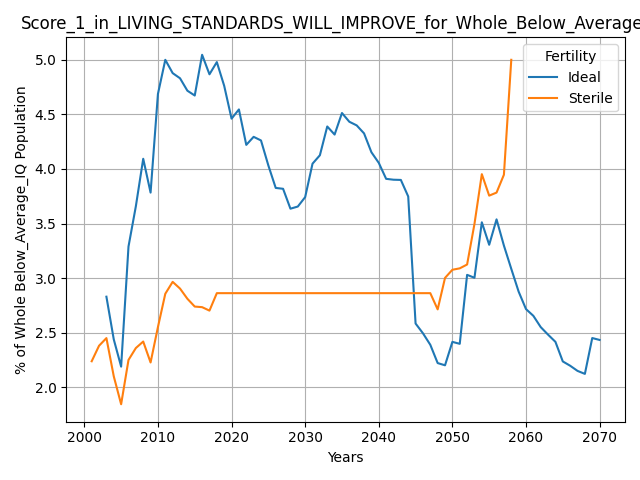 Score_1_in_LIVING_STANDARDS_WILL_IMPROVE_for_Whole_Below_Average
Fertility
Ideal
Sterile
% of Whole Below_Average_IQ Population
5.0
4.5
4.0
3.5
3.0
2.5
2.0
2000 2010 2020 2030 2040 2050 2060 2070
Years